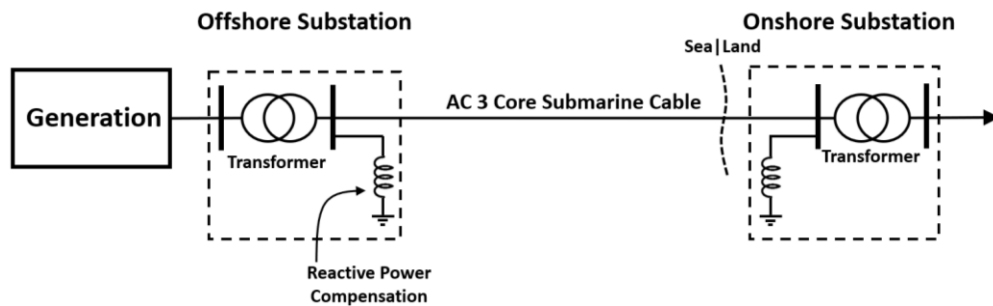 Offshore Substation
Onshore Substation
Sea|Land
Generation
AC 3 Core Submarine Cable
Transformer
Transformer
Reactive Power
Compensation